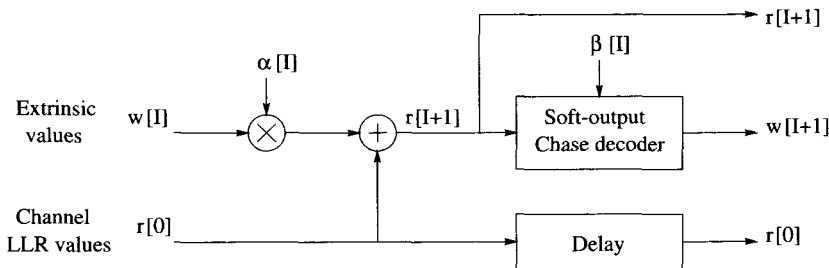 r[I+1]
β [I]
α [I]
Extrinsic
values
w[I]
r[I+1]
Soft-output
Chase decoder
w[I+1]
Channel
LLR values
r[0]
Delay
r[0]